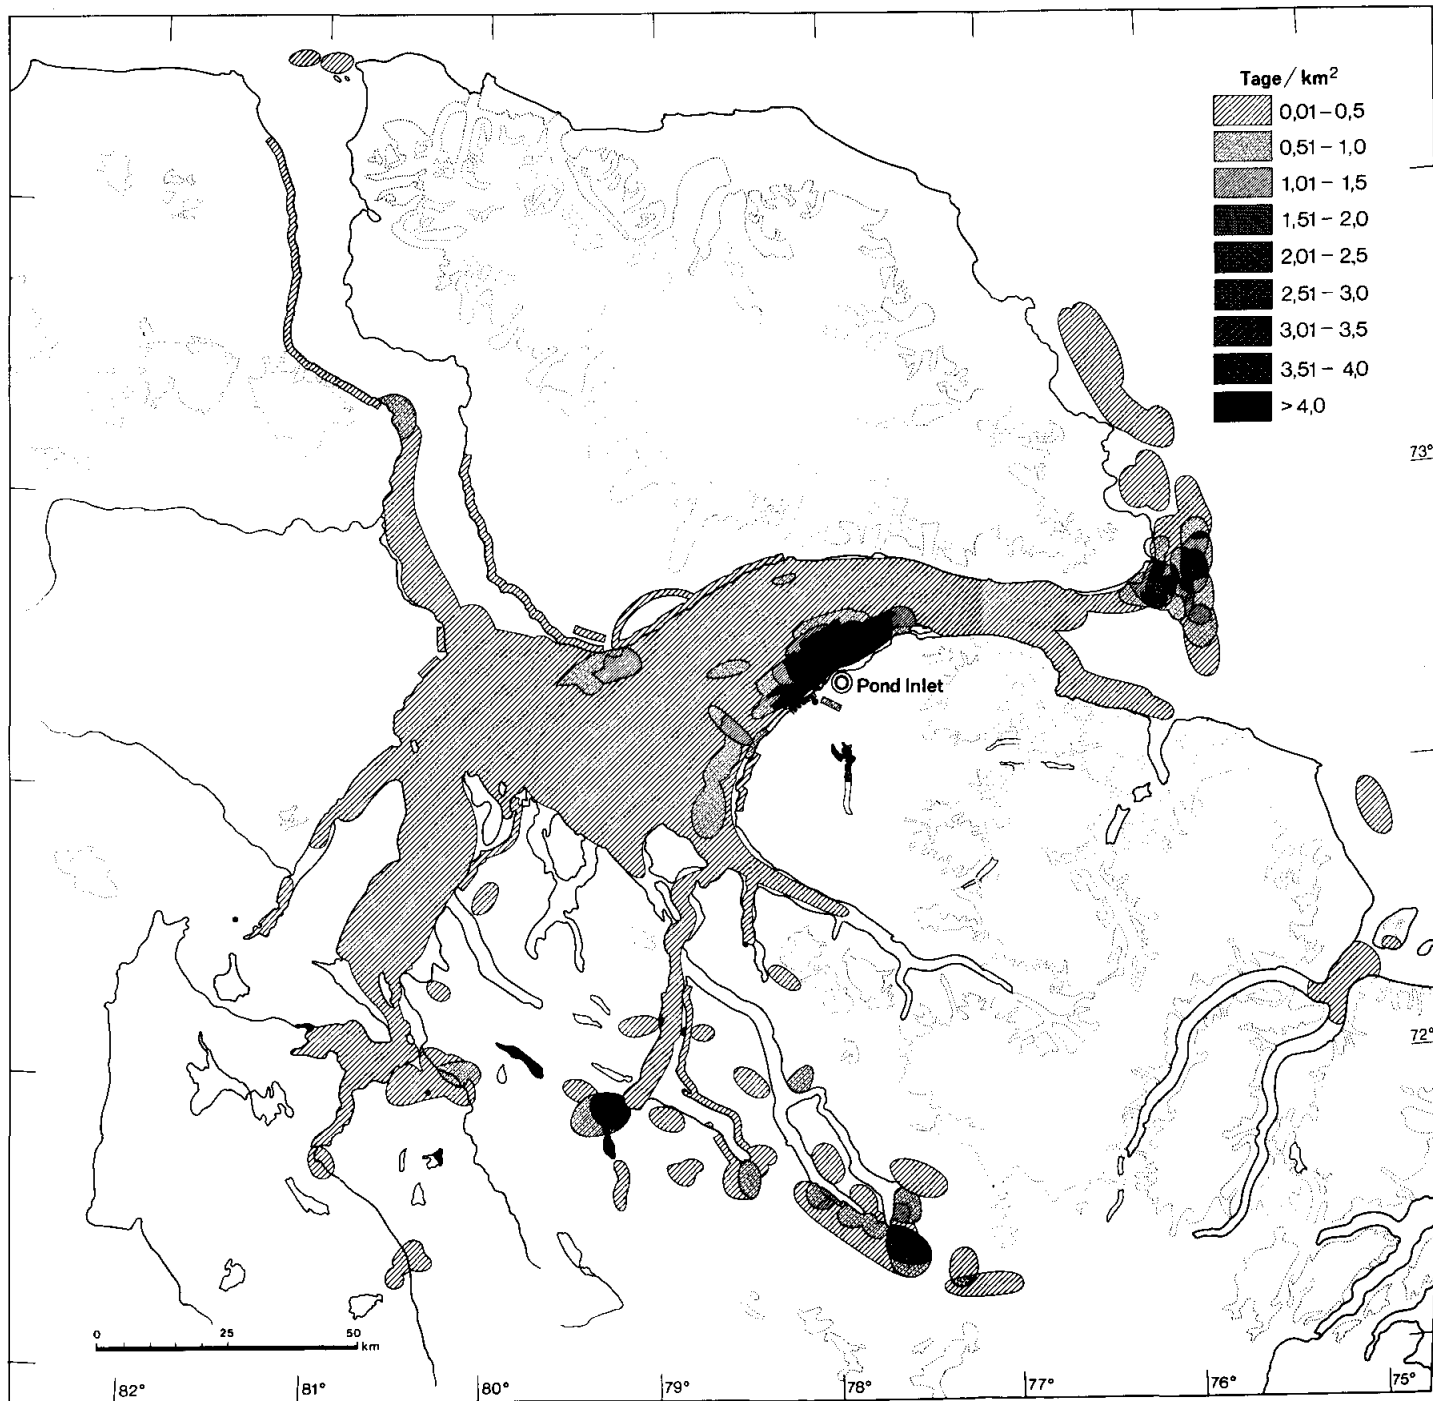 Tage/km²
0,01–0,5
0,51–1,0
1,01–1,5
1,51–2,0
2,01–2,5
2,51–3,0
3,01–3,5
3,51–4,0
>4,0
73°
Pond Inlet
72°
0 25 50
km
82° 81° 80° 79° 78° 77° 76° 75°